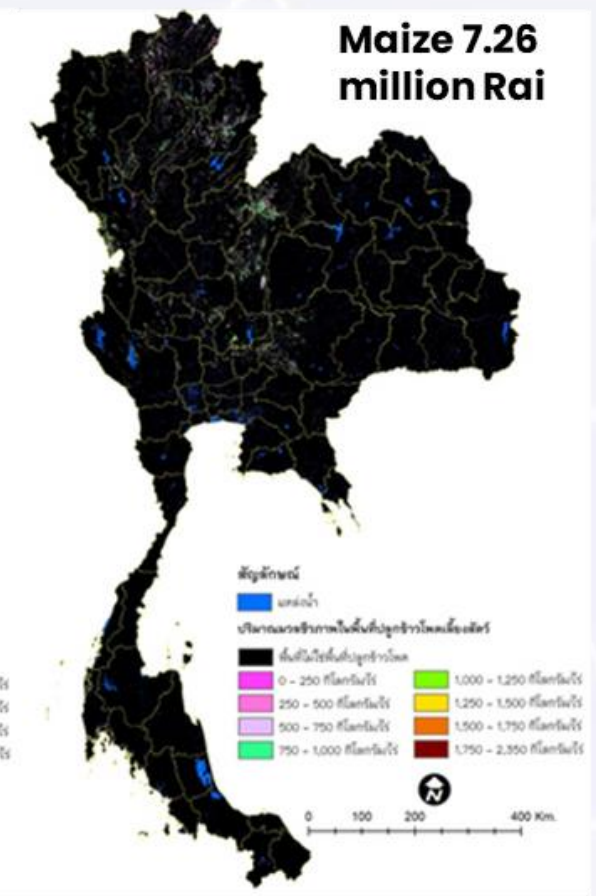 Maize 7.26
million Rai
สัญลักษณ์
แหล่งน้ำ
ปริมาณมวลชีวภาพในพื้นที่ปลูกข้าวโพดเลี้ยงสัตว์
พื้นที่ไม่ใช่พื้นที่ปลูกข้าวโพด
0 - 250 กิโลกรัม/ไร่
250 - 500 กิโลกรัม/ไร่
500 - 750 กิโลกรัม/ไร่
750 - 1,000 กิโลกรัม/ไร่
1,000 - 1,250 กิโลกรัม/ไร่
1,250 - 1,500 กิโลกรัม/ไร่
1,500 - 1,750 กิโลกรัม/ไร่
1,750 - 2,350 กิโลกรัม/ไร่
N
0 100 200 400 Km.